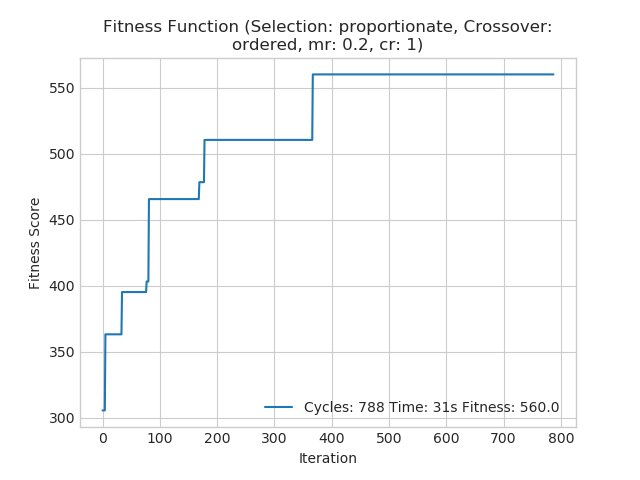 Fitness Function (Selection: proportionate, Crossover:
ordered, mr: 0.2, cr: 1)
Fitness Score
550
500
450
400
350
300
Cycles: 788 Time: 31s Fitness: 560.0
0 100 200 300 400 500 600 700 800
Iteration